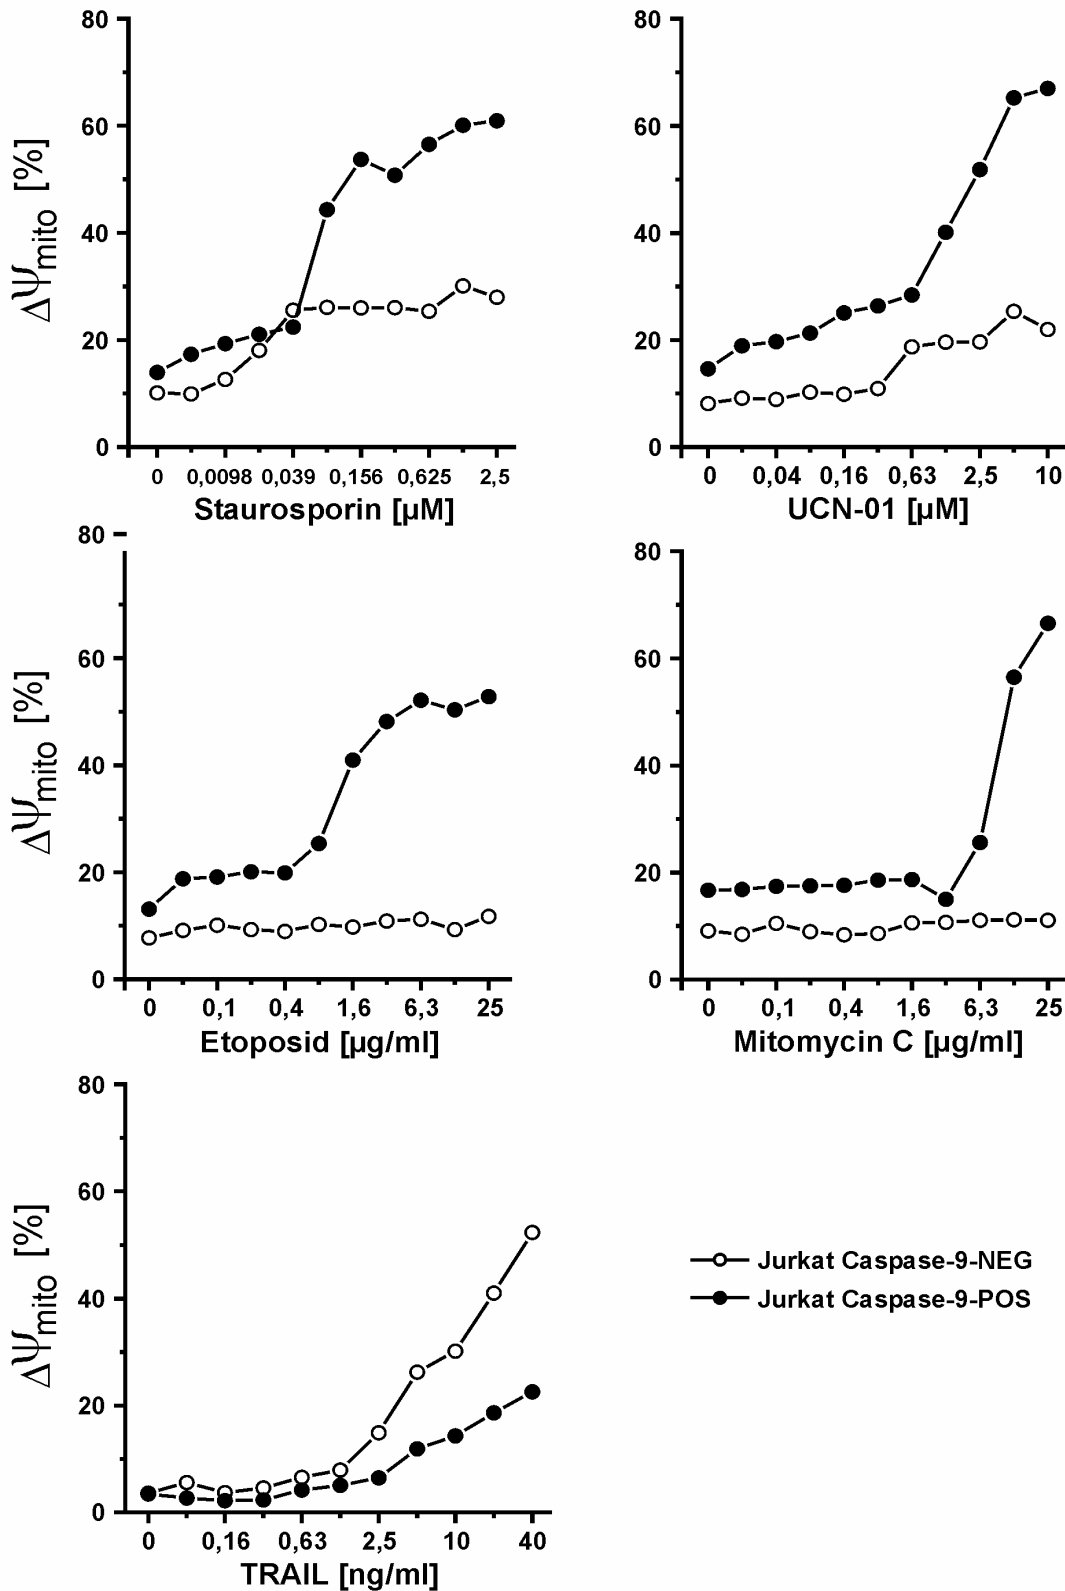 80
60
40
20
0
ΔΨmito [%]
0 0,0098 0,039 0,156 0,625 2,5
Staurosporin [µM]
80
60
40
20
0
0 0,04 0,16 0,63 2,5 10
UCN-01 [µM]
80
60
40
20
0
ΔΨmito [%]
0 0,1 0,4 1,6 6,3 25
Etoposid [µg/ml]
80
60
40
20
0
0 0,1 0,4 1,6 6,3 25
Mitomycin C [µg/ml]
80
60
40
20
0
ΔΨmito [%]
0 0,16 0,63 2,5 10 40
TRAIL [ng/ml]
Jurkat Caspase-9-NEG
Jurkat Caspase-9-POS